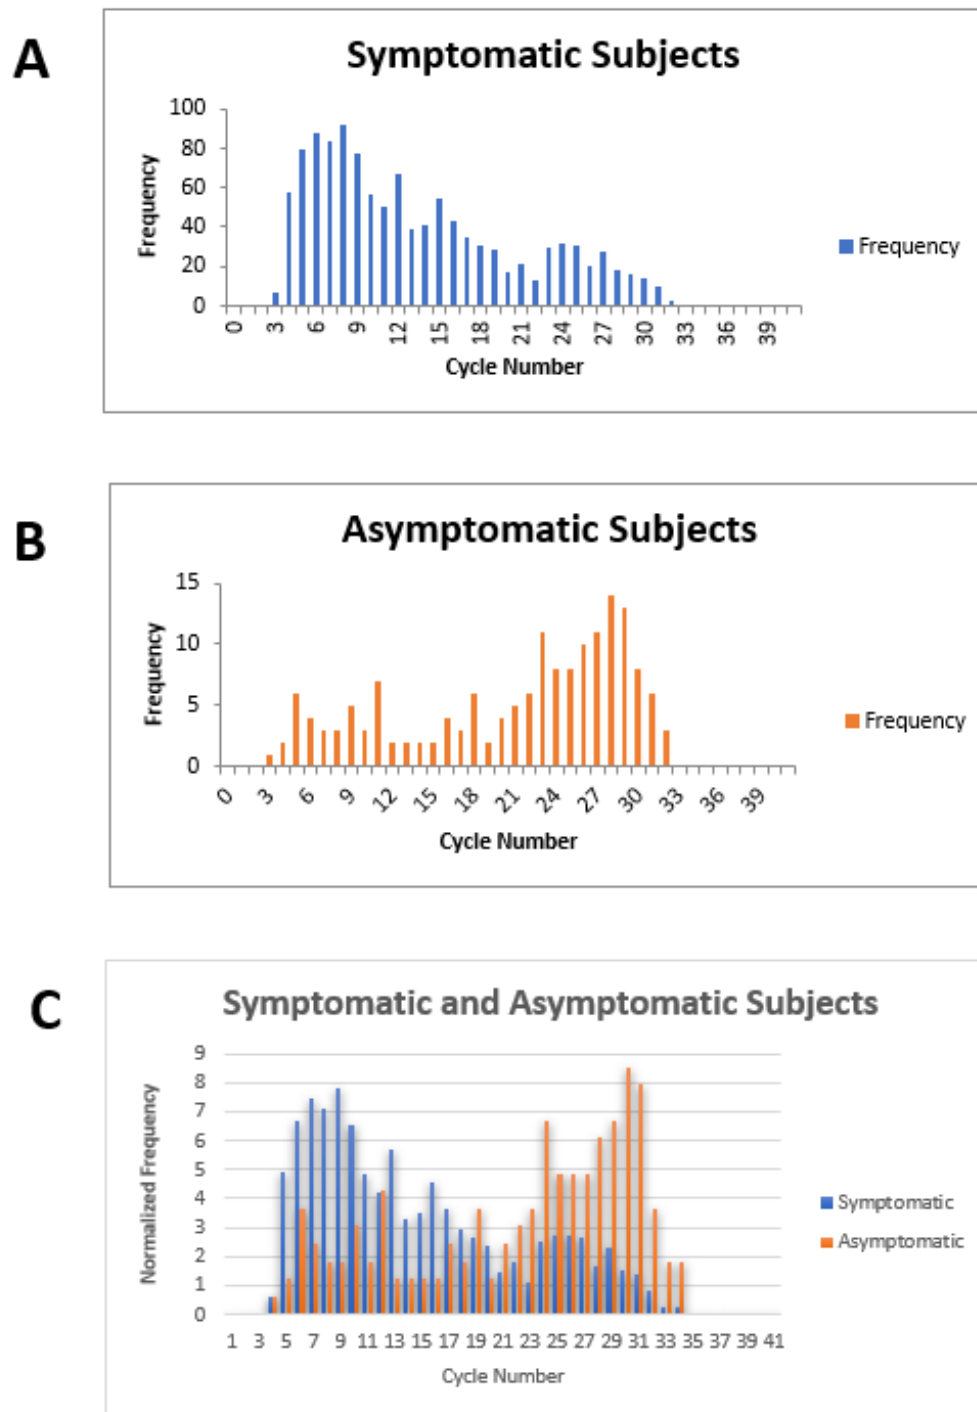 A
Symptomatic Subjects
100
80
60
40
20
0
Frequency
0 3 6 9 12 15 18 21 24 27 30 33 36 39
Cycle Number
Frequency
B
Asymptomatic Subjects
15
10
5
0
Frequency
0 3 6 9 12 15 18 21 24 27 30 33 36 39
Cycle Number
Frequency
C
Symptomatic and Asymptomatic Subjects
9
8
7
6
5
4
3
2
1
0
Normalized Frequency
1 3 5 7 9 11 13 15 17 19 21 23 25 27 29 31 33 35 37 39 41
Cycle Number
Symptomatic
Asymptomatic